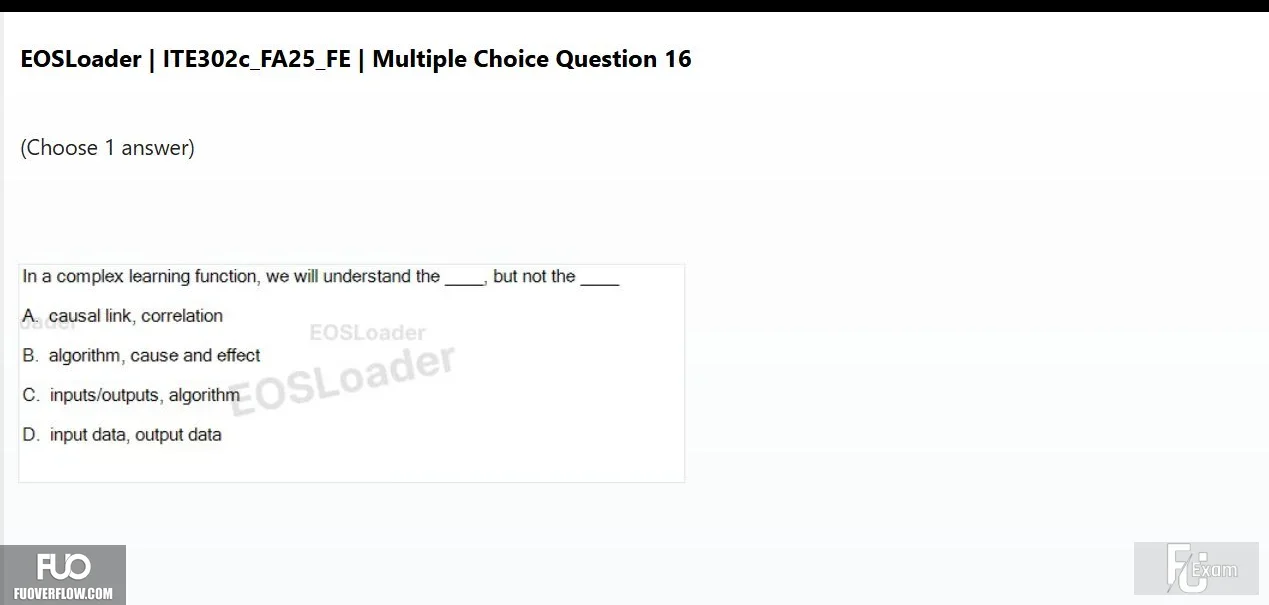 EOSLoader | ITE302c_FA25_FE | Multiple Choice Question 16
(Choose 1 answer)
In a complex learning function, we will understand the ____, but not the ____
A. causal link, correlation
oader
EOSLoader
B. algorithm, cause and effect
EOSLoader
C. inputs/outputs, algorithm
D. input data, output data
FUO
FUOVERFLOW.COM
FU Exam